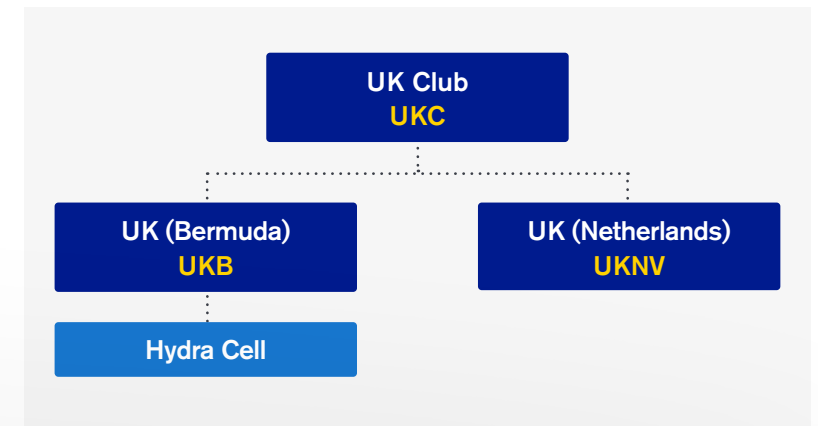 UK Club
UKC
UK (Bermuda)
UKB
UK (Netherlands)
UKNV
Hydra Cell